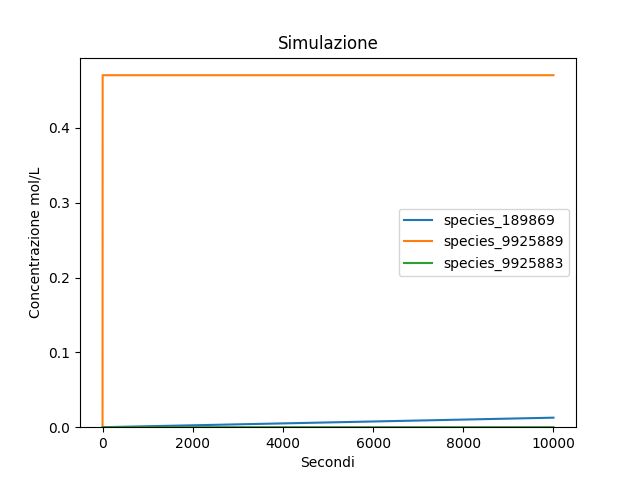 Simulazione
Concentrazione mol/L
0.4
0.3
0.2
0.1
0.0
species_189869
species_9925889
species_9925883
0 2000 4000 6000 8000 10000
Secondi